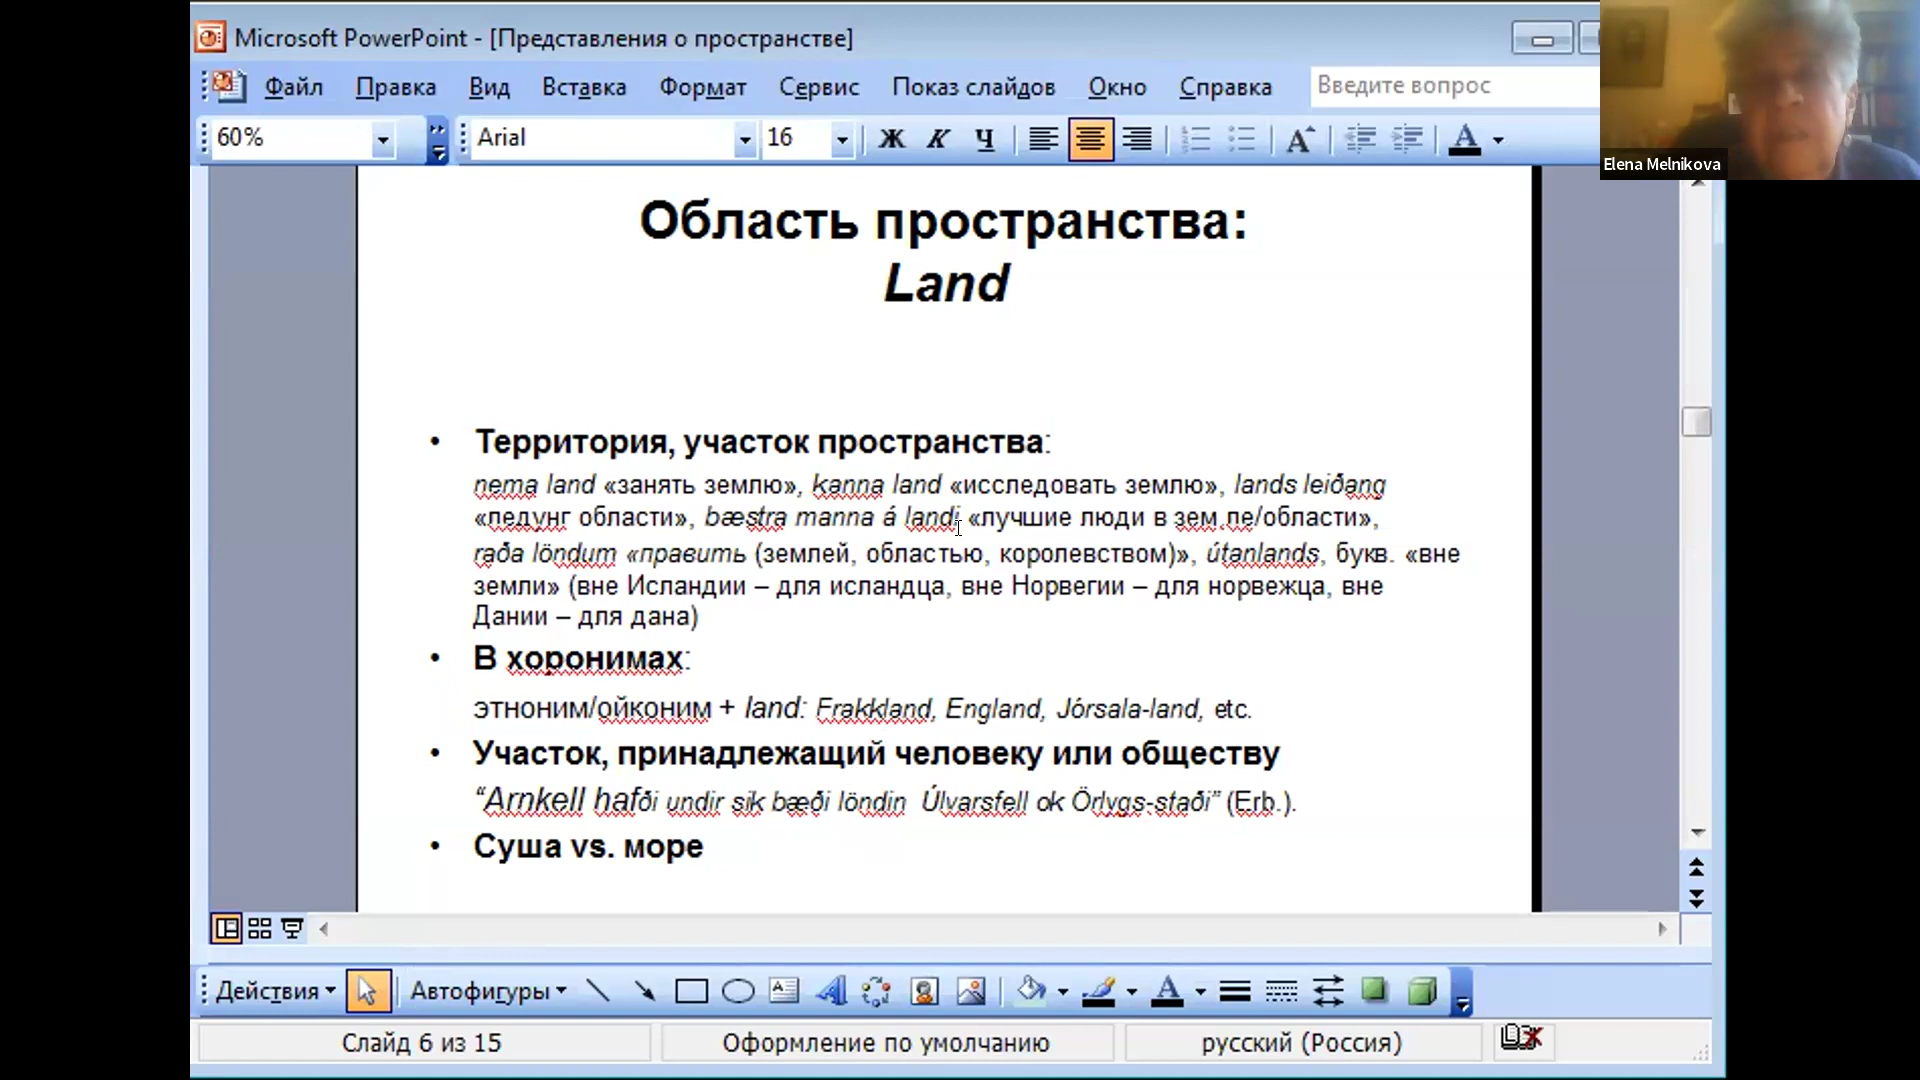 Microsoft PowerPoint - [Представления о пространстве]
Файл Правка Вид Вставка Формат Сервис Показ слайдов Окно Справка Введите вопрос
60% Arial 16 Ж К Ч
Elena Melnikova
Область пространства:
Land
• Территория, участок пространства:
nema land «занять землю», kanna land «исследовать землю», lands leiðang
«ледунг области», bæstra manna á landi «лучшие люди в зем ле/области»,
raða löndum «править (землей, областью, королевством)», útanlands, букв. «вне
земли» (вне Исландии – для исландца, вне Норвегии – для норвежца, вне
Дании – для дана)
• В хоронимах:
этноним/ойконим + land: Frakkland, England, Jórsala-land, etc.
• Участок, принадлежащий человеку или обществу
“Arnkell hafði undir sik bæði löndin Úlvarsfell ok Örlygs-staði” (Erb.).
• Суша vs. море
Действия Автофигуры
Слайд 6 из 15 Оформление по умолчанию русский (Россия)